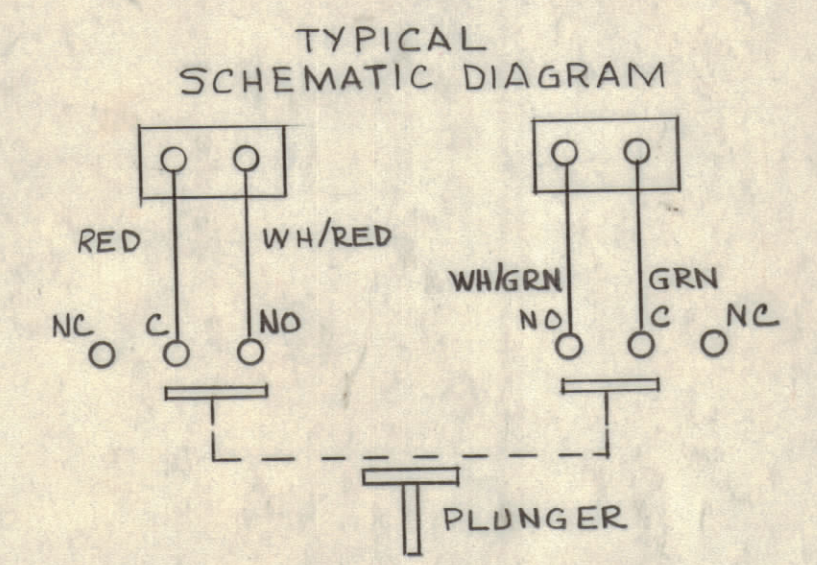 TYPICAL
SCHEMATIC DIAGRAM
RED
WH/RED
WH/GRN
GRN
NC
C
NO
NO
C
NC
PLUNGER